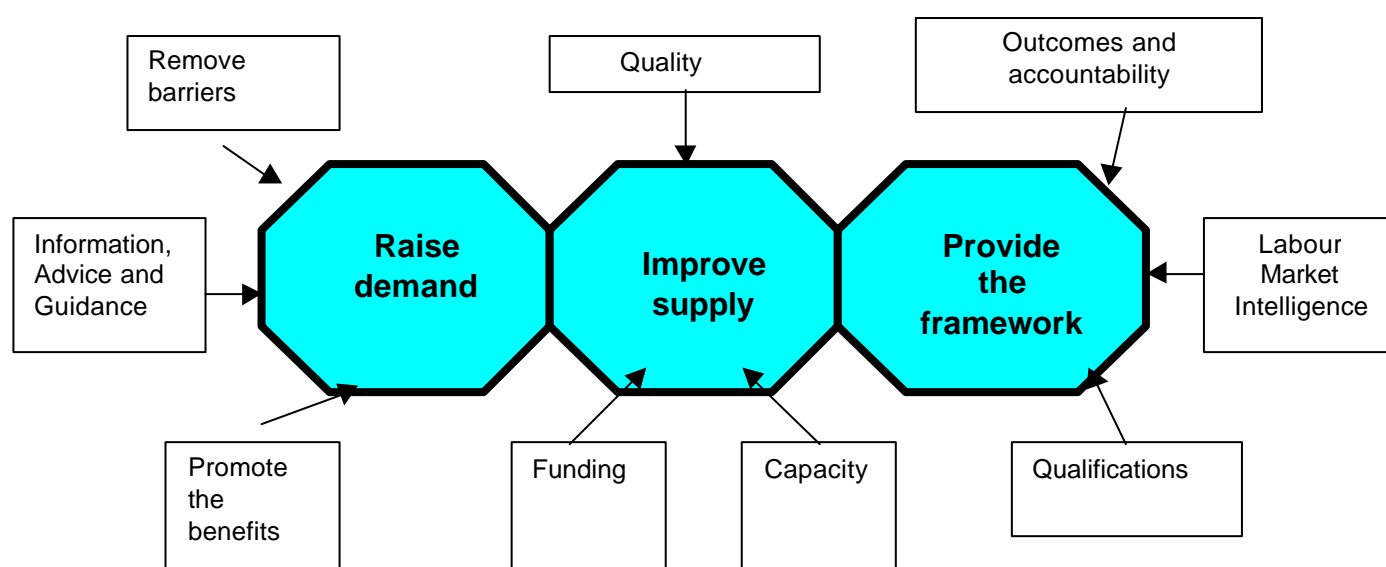 Remove
barriers
Quality
Outcomes and
accountability
Information,
Advice and
Guidance
Raise
demand
Improve
supply
Provide
the
framework
Labour
Market
Intelligence
Promote
the
benefits
Funding
Capacity
Qualifications